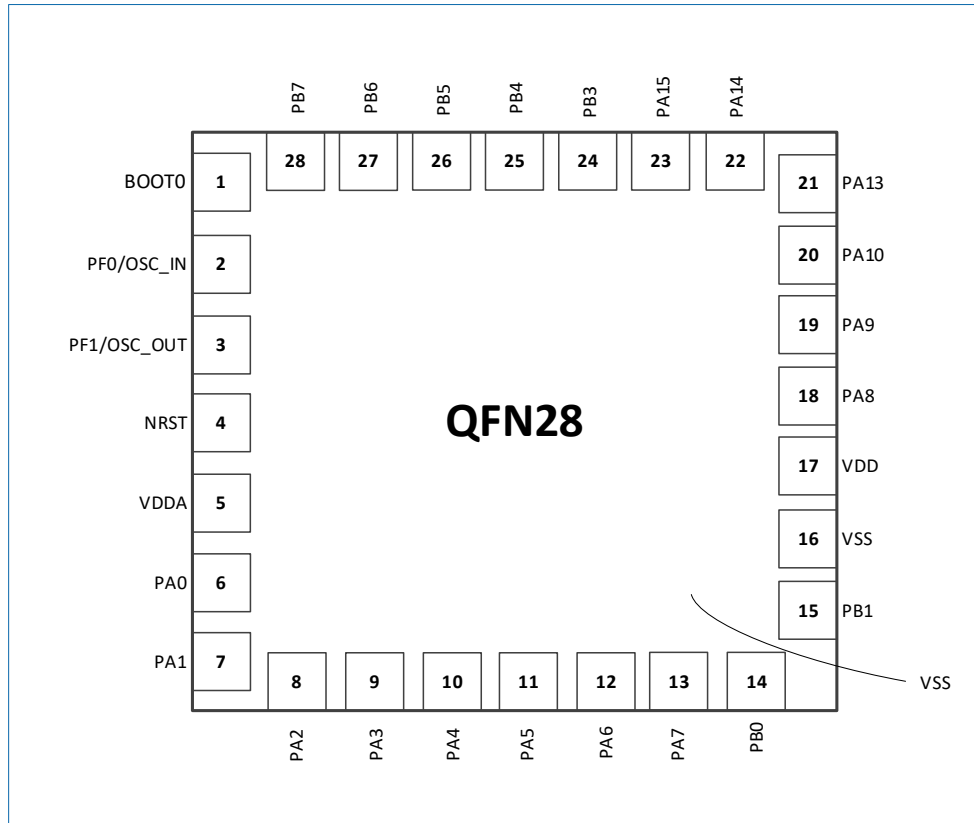 PB7 PB6 PB5 PB4 PB3 PA15 PA14
28 27 26 25 24 23 22
BOOT0 1 21 PA13
PF0/OSC_IN 2 20 PA10
PF1/OSC_OUT 3 19 PA9
NRST 4 QFN28 18 PA8
VDDA 5 17 VDD
PA0 6 16 VSS
PA1 7 15 PB1
8 9 10 11 12 13 14 VSS
PA2 PA3 PA4 PA5 PA6 PA7 PB0